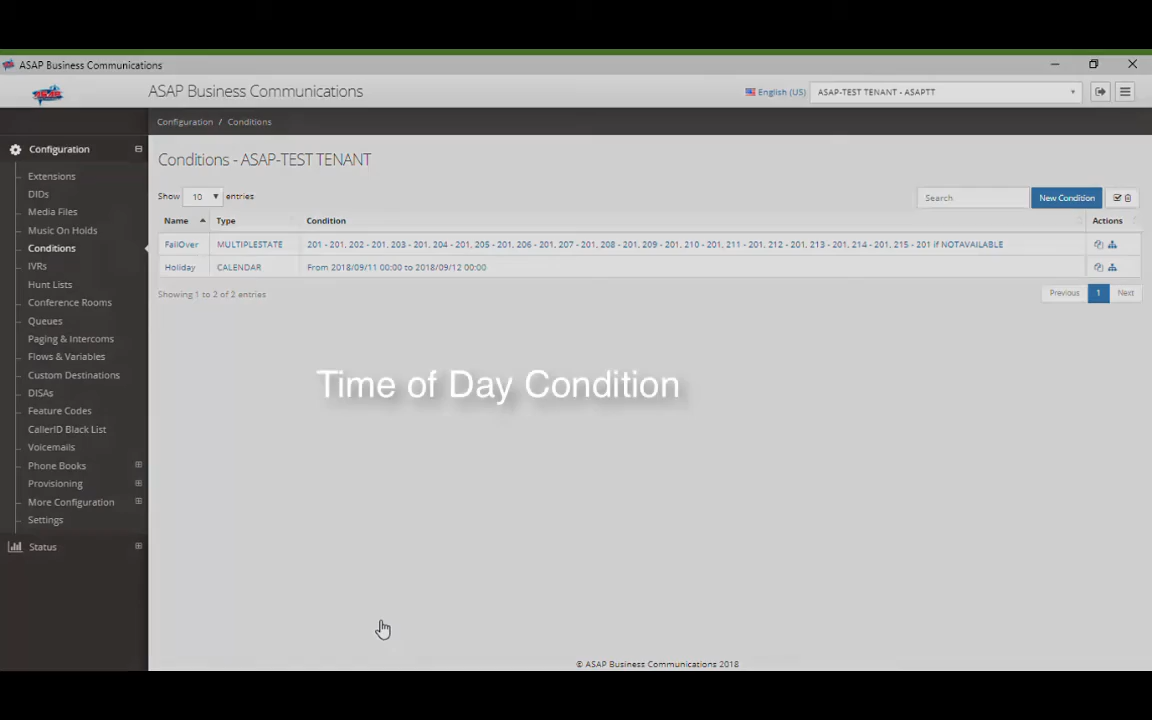 ASAP Business Communications
ASAP Business Communications
English (US)
ASAP-TEST TENANT - ASAPTT
Configuration / Conditions
Configuration
Extensions
DIDs
Media Files
Music On Holds
Conditions
IVRs
Hunt Lists
Conference Rooms
Queues
Paging & Intercoms
Flows & Variables
Custom Destinations
DISAs
Feature Codes
CallerID Black List
Voicemails
Phone Books
Provisioning
More Configuration
Settings
Status
Conditions - ASAP-TEST TENANT
Show 10 entries
Search
New Condition
Name Type Condition Actions
FailOver MULTIPLESTATE 201 - 201, 202 - 201, 203 - 201, 204 - 201, 205 - 201, 206 - 201, 207 - 201, 208 - 201, 209 - 201, 210 - 201, 211 - 201, 212 - 201, 213 - 201, 214 - 201, 215 - 201 if NOTAVAILABLE
Holiday CALENDAR From 2018/09/11 00:00 to 2018/09/12 00:00
Showing 1 to 2 of 2 entries
Previous 1 Next
Time of Day Condition
© ASAP Business Communications 2018